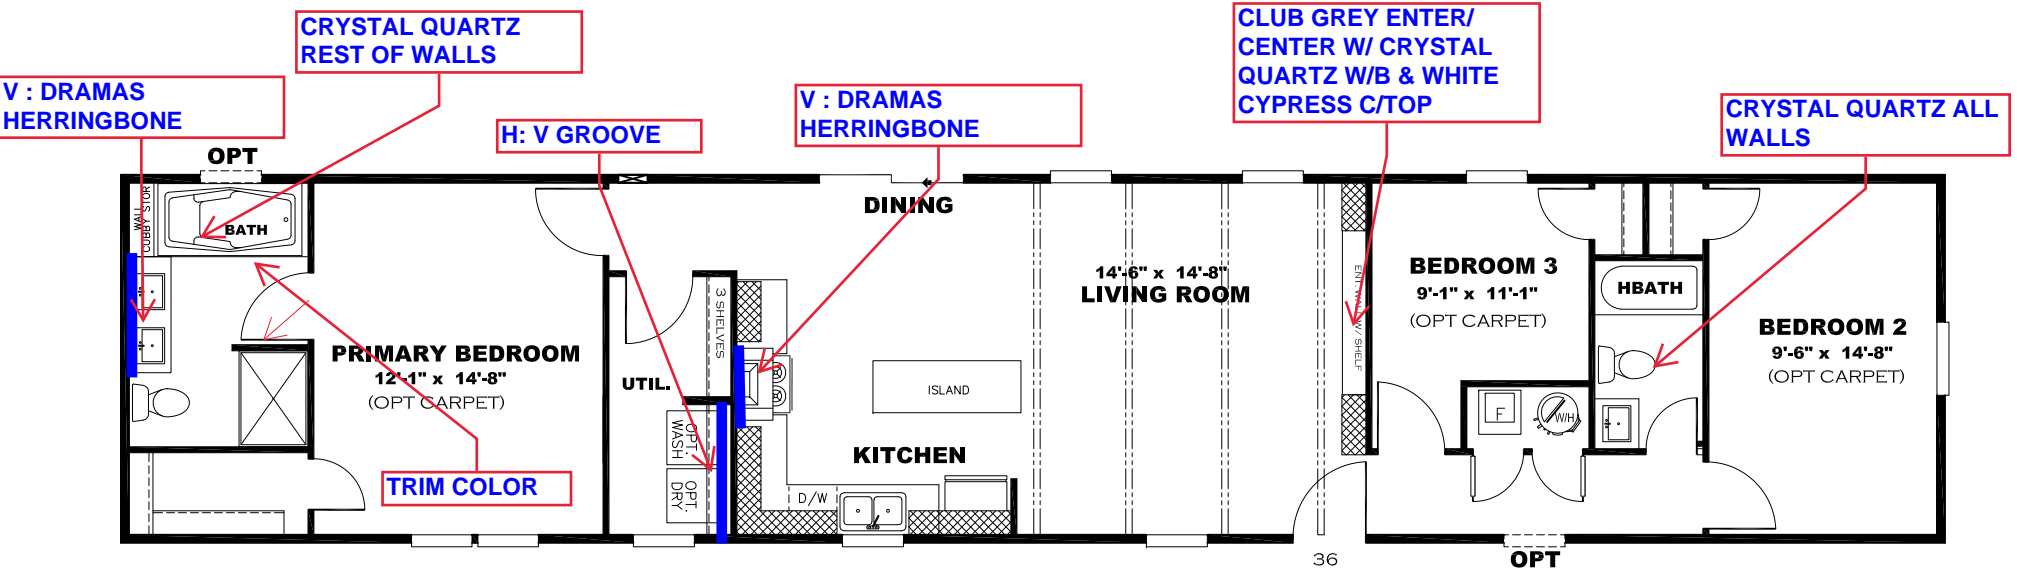 CRYSTAL QUARTZ
REST OF WALLS
V : DRAMAS
HERRINGBONE
H: V GROOVE
V : DRAMAS
HERRINGBONE
CLUB GREY ENTER/
CENTER W/ CRYSTAL
QUARTZ W/B & WHITE
CYPRESS C/TOP
CRYSTAL QUARTZ ALL
WALLS
TRIM COLOR
OPT
WALL
CUBBY STOR
BATH
PRIMARY BEDROOM
12'-1" x 14'-8"
(OPT CARPET)
UTIL.
3 SHELVES
OPT.
WASH
OPT.
DRY
DINING
ISLAND
KITCHEN
D/W
14'-6" x 14'-8"
LIVING ROOM
ENT. WALL W/ SHELF
36
BEDROOM 3
9'-1" x 11'-1"
(OPT CARPET)
F
W/H
HBATH
BEDROOM 2
9'-6" x 14'-8"
(OPT CARPET)
OPT